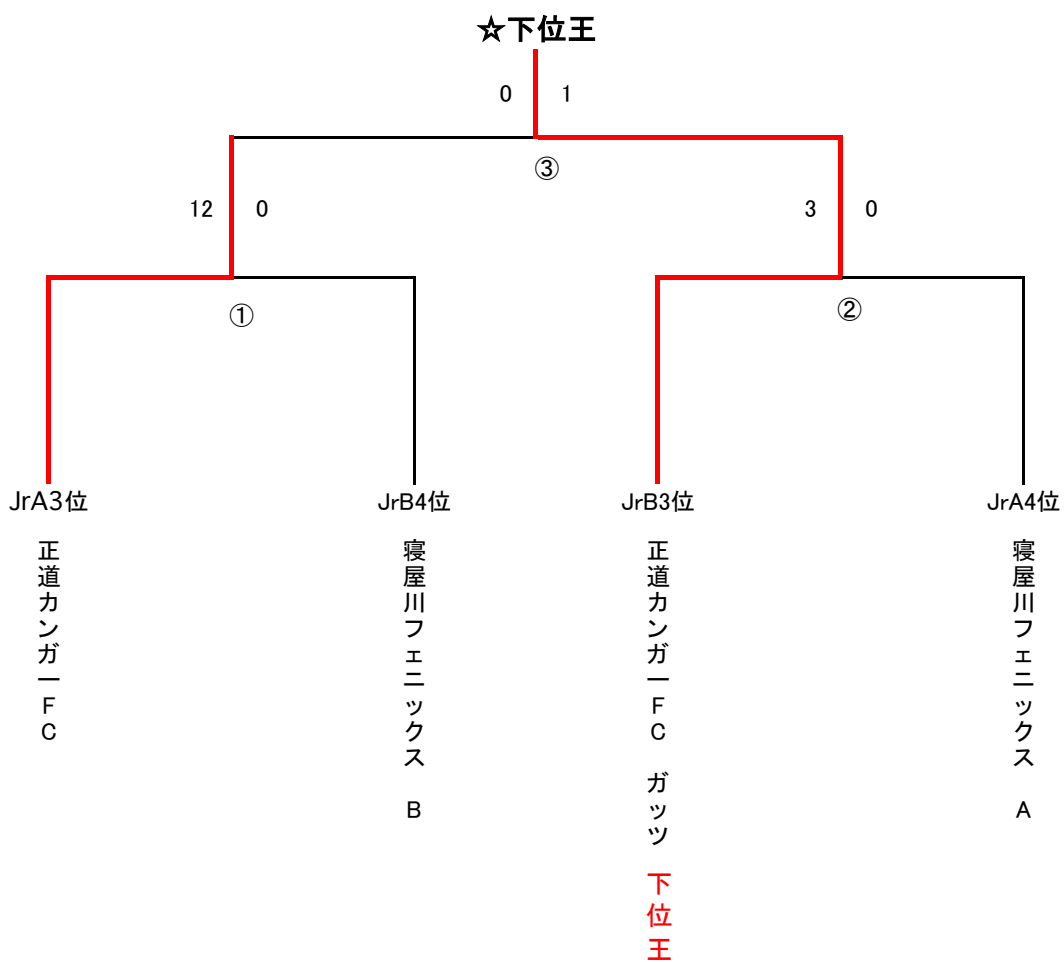 ☆下位王
0 1
③
12 0
3 0
①
②
JrA3位
JrB4位
JrB3位
JrA4位
正道カンガーFC
寝屋川フェニックス B
正道カンガーFC ガッツ 下位王
寝屋川フェニックス A